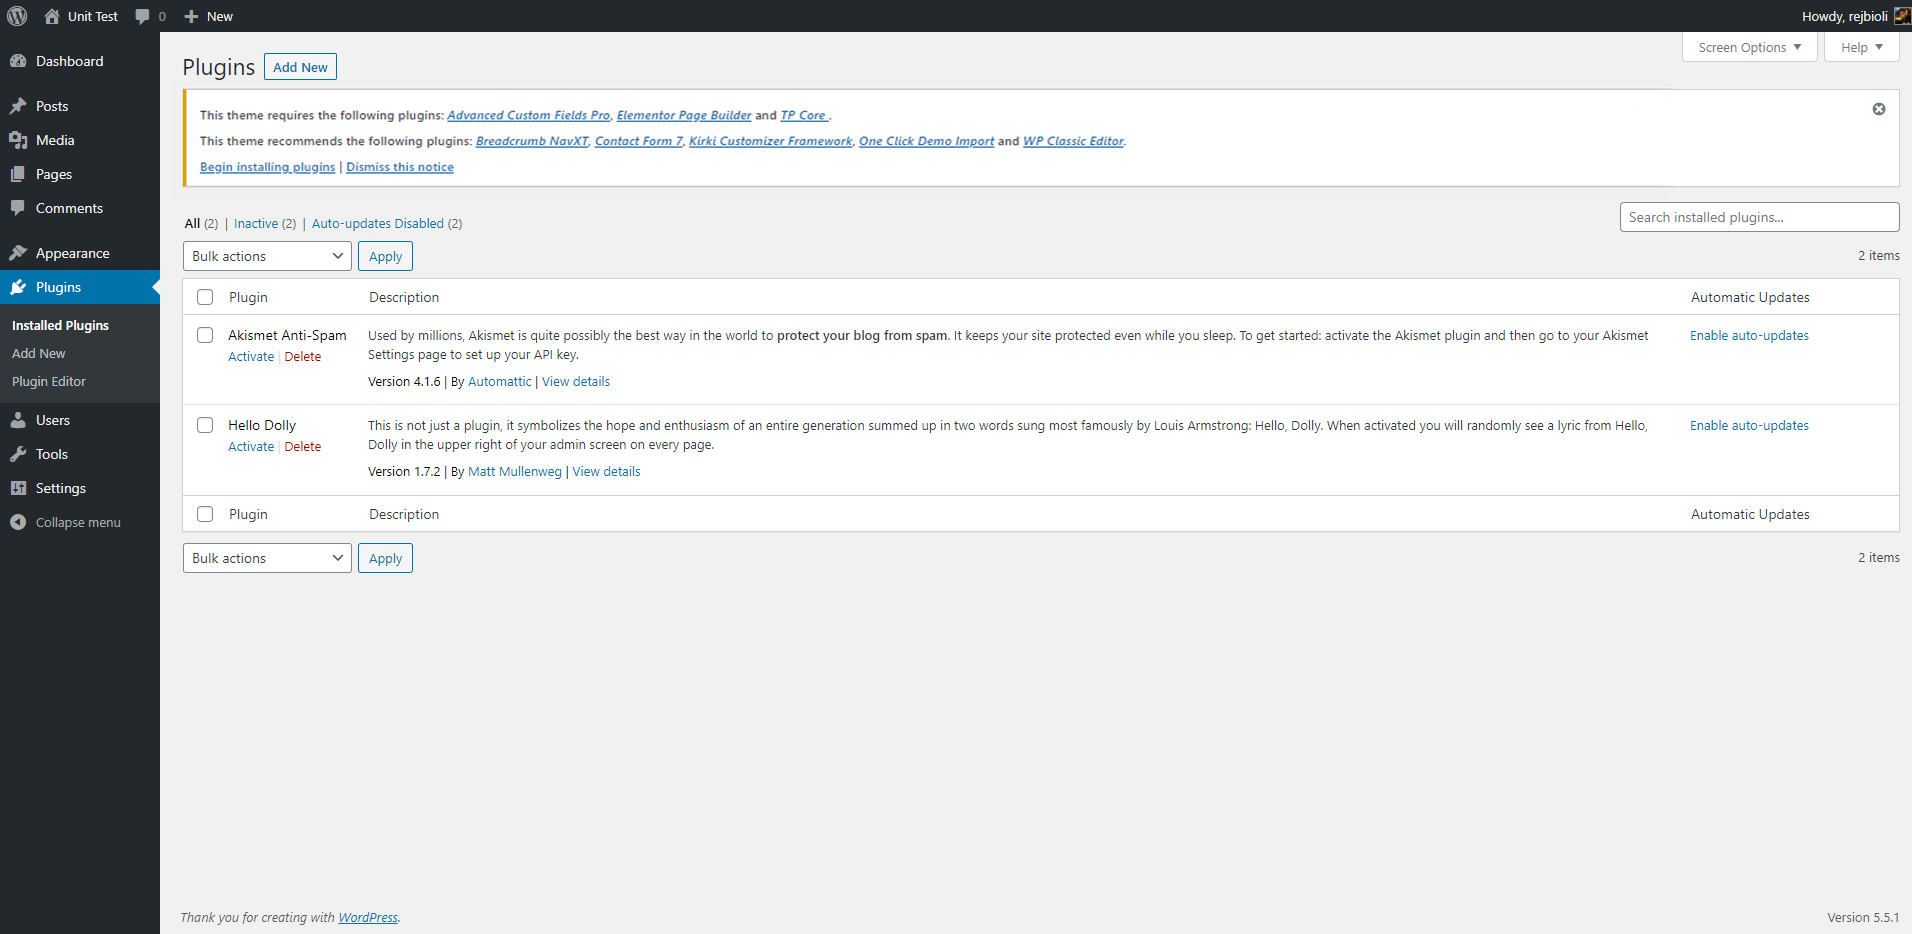 Unit Test 0 New
Howdy, rejbioli
Dashboard
Posts
Media
Pages
Comments
Appearance
Plugins
Installed Plugins
Add New
Plugin Editor
Users
Tools
Settings
Collapse menu
Screen Options Help
Plugins Add New
This theme requires the following plugins: Advanced Custom Fields Pro, Elementor Page Builder and TP Core .
This theme recommends the following plugins: Breadcrumb NavXT, Contact Form 7, Kirki Customizer Framework, One Click Demo Import and WP Classic Editor.
Begin installing plugins | Dismiss this notice
All (2) | Inactive (2) | Auto-updates Disabled (2)
Search installed plugins...
Bulk actions Apply
2 items
Plugin Description Automatic Updates
Akismet Anti-Spam
Activate | Delete
Used by millions, Akismet is quite possibly the best way in the world to protect your blog from spam. It keeps your site protected even while you sleep. To get started: activate the Akismet plugin and then go to your Akismet
Settings page to set up your API key.
Version 4.1.6 | By Automattic | View details
Enable auto-updates
Hello Dolly
Activate | Delete
This is not just a plugin, it symbolizes the hope and enthusiasm of an entire generation summed up in two words sung most famously by Louis Armstrong: Hello, Dolly. When activated you will randomly see a lyric from Hello,
Dolly in the upper right of your admin screen on every page.
Version 1.7.2 | By Matt Mullenweg | View details
Enable auto-updates
Plugin Description Automatic Updates
Bulk actions Apply
2 items
Thank you for creating with WordPress.
Version 5.5.1